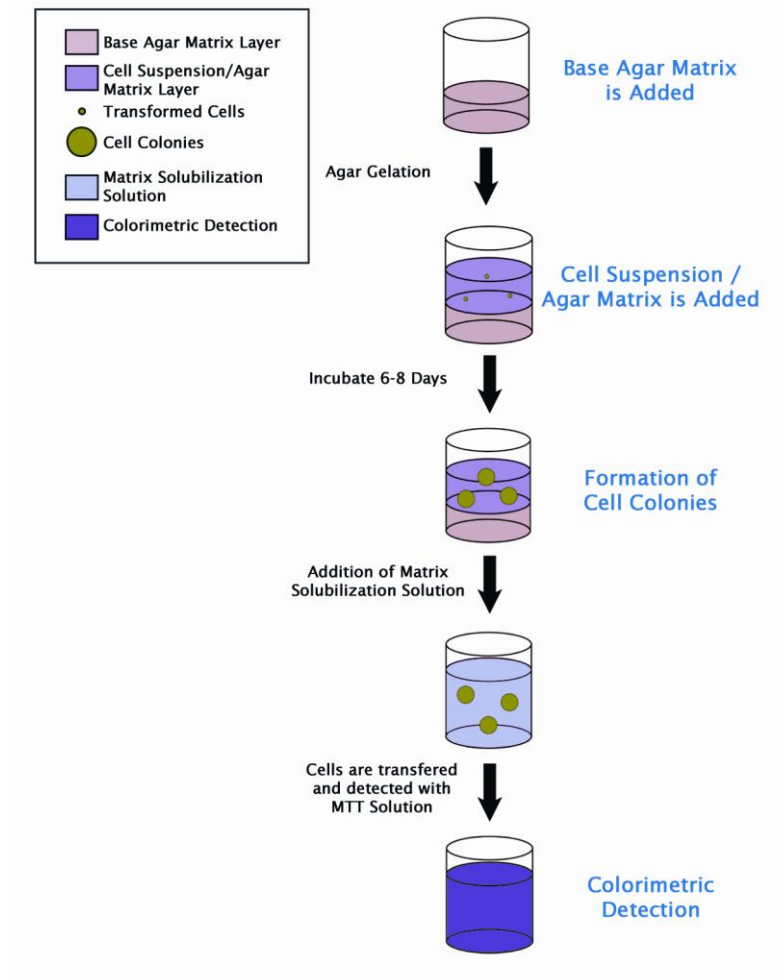 Base Agar Matrix Layer
Cell Suspension/Agar
Matrix Layer
Transformed Cells
Cell Colonies
Matrix Solubilization
Solution
Colorimetric Detection
Base Agar Matrix
is Added
Agar Gelation
Cell Suspension /
Agar Matrix is Added
Incubate 6-8 Days
Formation of
Cell Colonies
Addition of Matrix
Solubilization Solution
Cells are transfered
and detected with
MTT Solution
Colorimetric
Detection